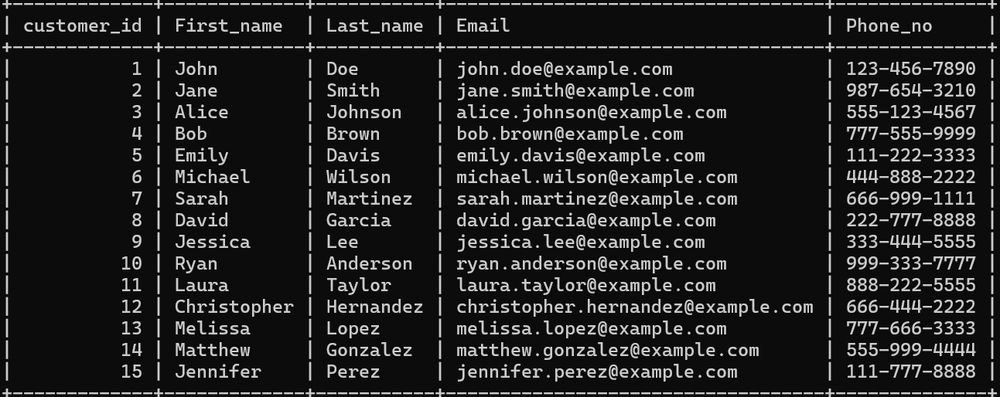 +-------------+-------------+-----------+-----------------------------------+--------------+
| customer_id | First_name  | Last_name | Email                             | Phone_no     |
+-------------+-------------+-----------+-----------------------------------+--------------+
|           1 | John        | Doe       | john.doe@example.com              | 123-456-7890 |
|           2 | Jane        | Smith     | jane.smith@example.com            | 987-654-3210 |
|           3 | Alice       | Johnson   | alice.johnson@example.com         | 555-123-4567 |
|           4 | Bob         | Brown     | bob.brown@example.com             | 777-555-9999 |
|           5 | Emily       | Davis     | emily.davis@example.com           | 111-222-3333 |
|           6 | Michael     | Wilson    | michael.wilson@example.com        | 444-888-2222 |
|           7 | Sarah       | Martinez  | sarah.martinez@example.com        | 666-999-1111 |
|           8 | David       | Garcia    | david.garcia@example.com          | 222-777-8888 |
|           9 | Jessica     | Lee       | jessica.lee@example.com           | 333-444-5555 |
|          10 | Ryan        | Anderson  | ryan.anderson@example.com         | 999-333-7777 |
|          11 | Laura       | Taylor    | laura.taylor@example.com          | 888-222-5555 |
|          12 | Christopher | Hernandez | christopher.hernandez@example.com | 666-444-2222 |
|          13 | Melissa     | Lopez     | melissa.lopez@example.com         | 777-666-3333 |
|          14 | Matthew     | Gonzalez  | matthew.gonzalez@example.com      | 555-999-4444 |
|          15 | Jennifer    | Perez     | jennifer.perez@example.com        | 111-777-8888 |
+-------------+-------------+-----------+-----------------------------------+--------------+